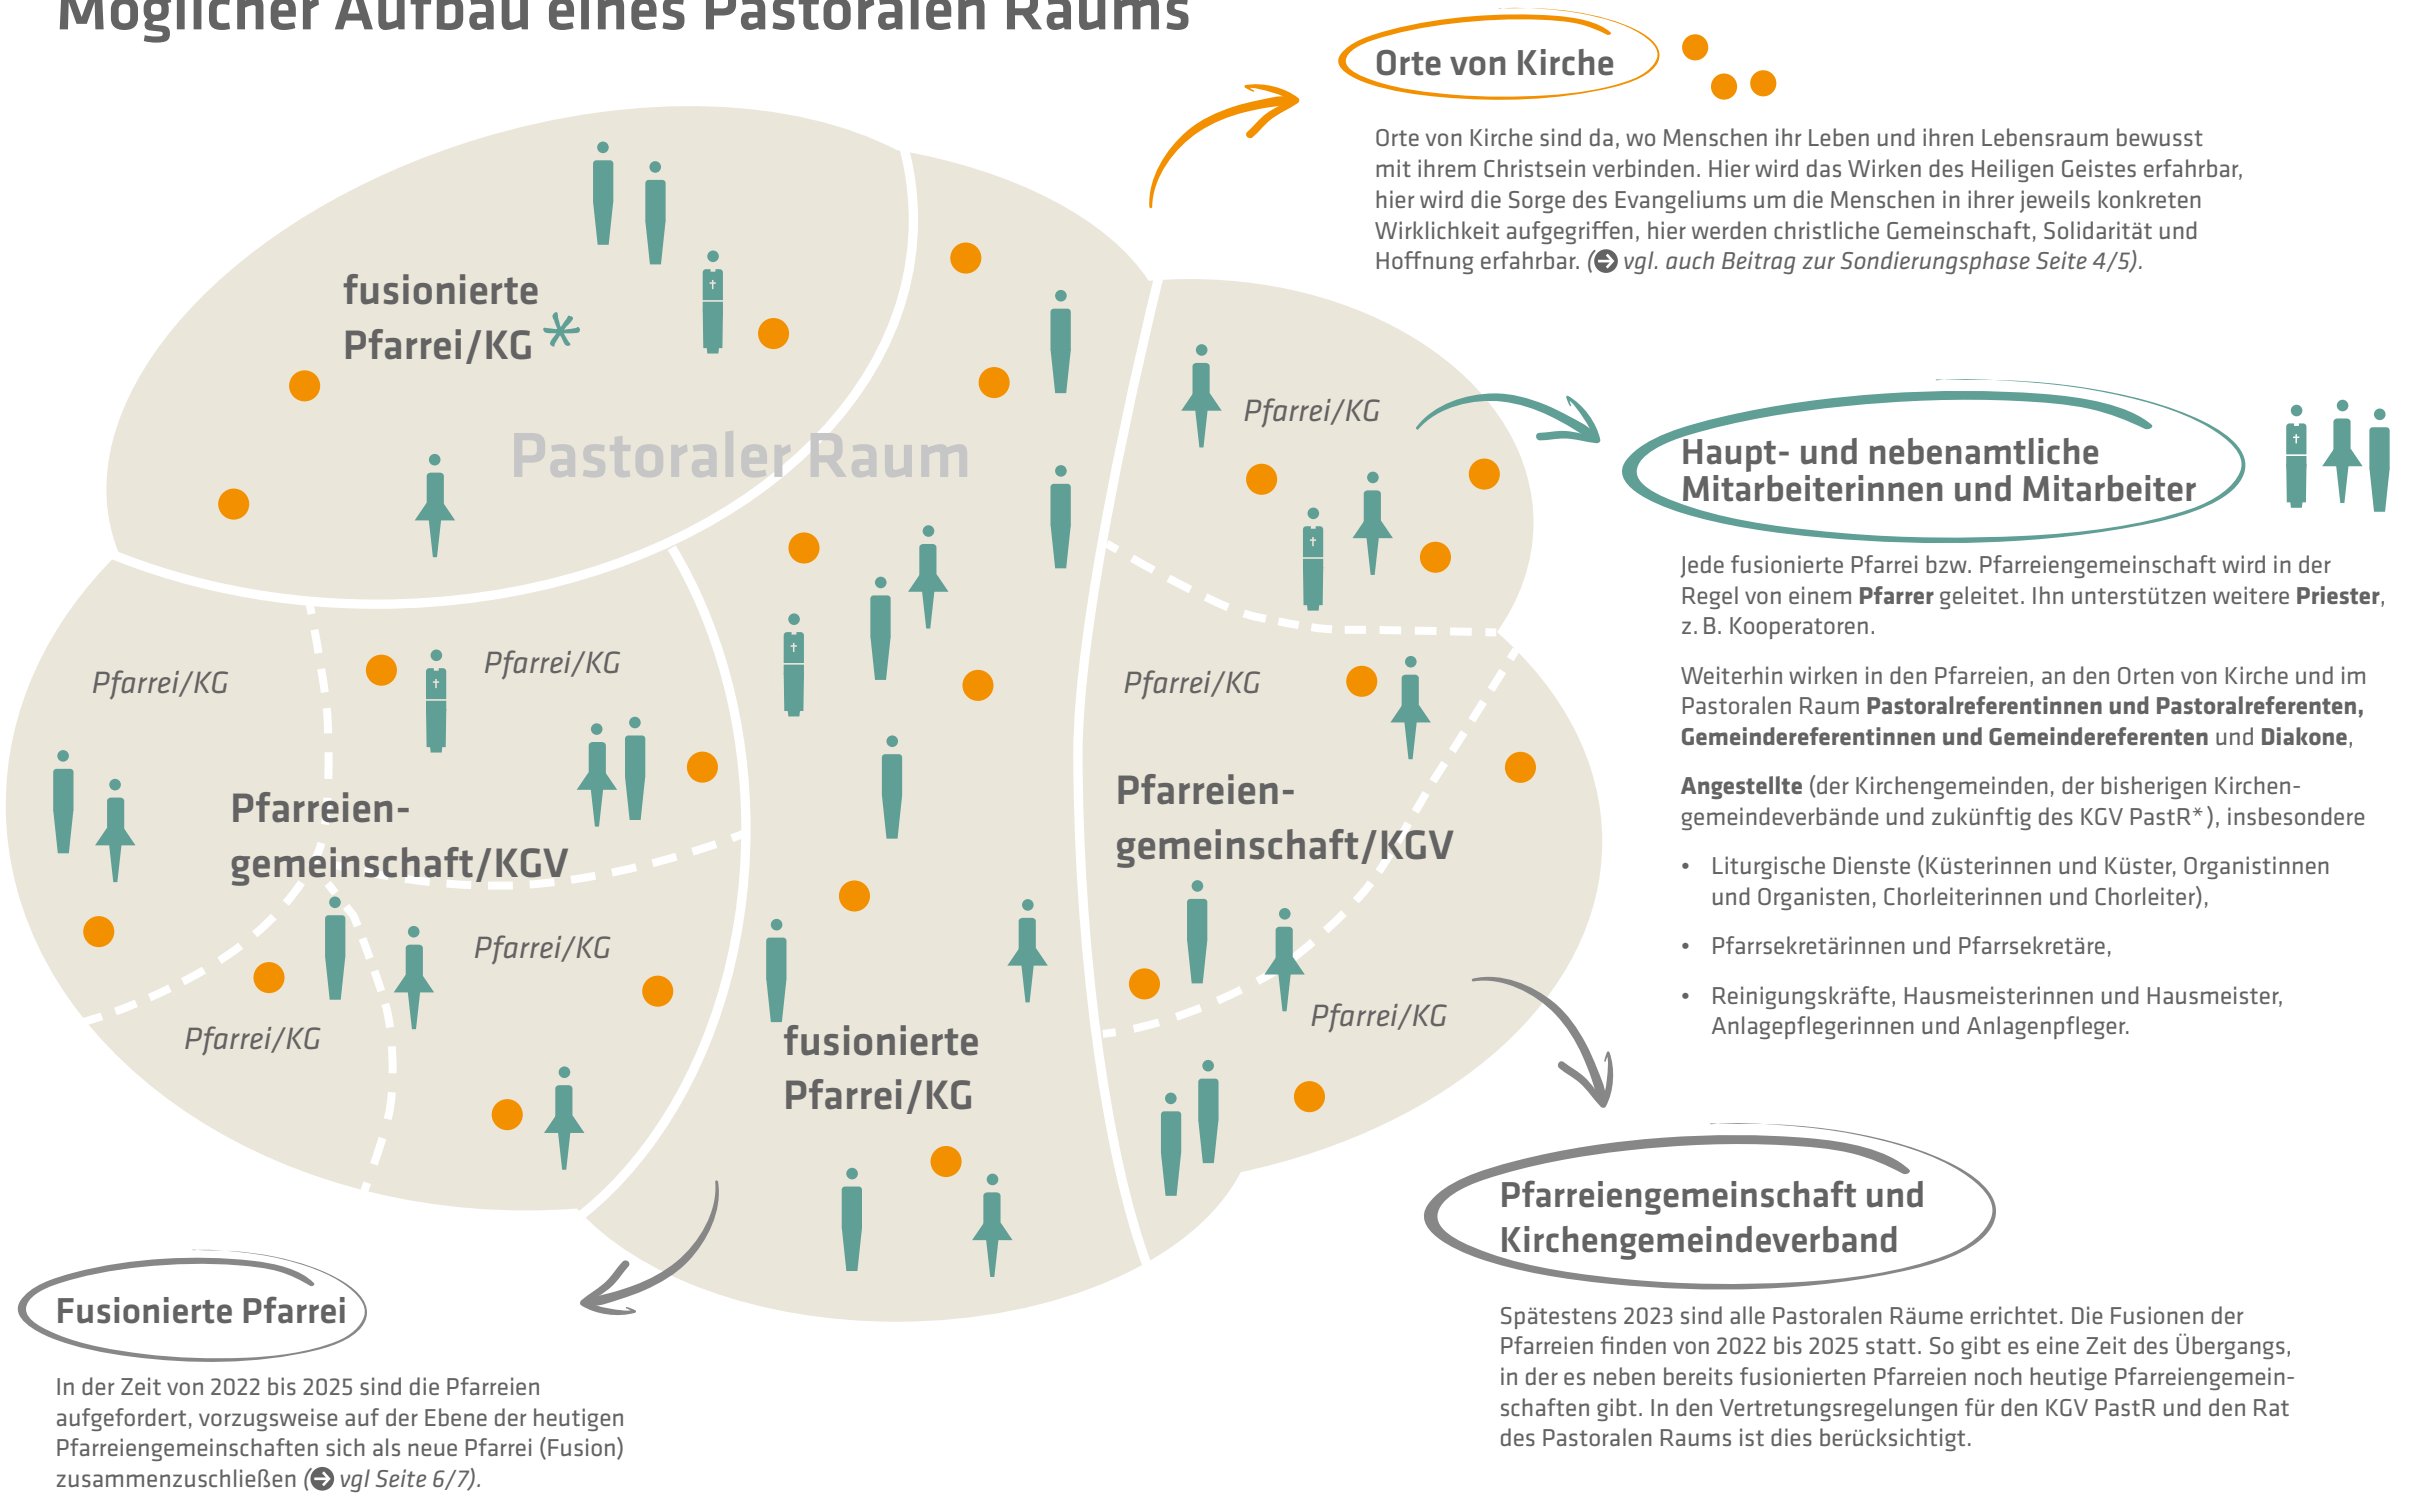 Möglicher Aufbau eines Pastoralen Raums
Orte von Kirche
Orte von Kirche sind da, wo Menschen ihr Leben und ihren Lebensraum bewusst
mit ihrem Christsein verbinden. Hier wird das Wirken des Heiligen Geistes erfahrbar,
hier wird die Sorge des Evangeliums um die Menschen in ihrer jeweils konkreten
Wirklichkeit aufgegriffen, hier werden christliche Gemeinschaft, Solidarität und
Hoffnung erfahrbar. (➔ vgl. auch Beitrag zur Sondierungsphase Seite 4/5).
fusionierte
Pfarrei/KG *
Pastoraler Raum
Pfarrei/KG
Haupt- und nebenamtliche
Mitarbeiterinnen und Mitarbeiter
Jede fusionierte Pfarrei bzw. Pfarreiengemeinschaft wird in der
Regel von einem Pfarrer geleitet. Ihn unterstützen weitere Priester,
z. B. Kooperatoren.
Weiterhin wirken in den Pfarreien, an den Orten von Kirche und im
Pastoralen Raum Pastoralreferentinnen und Pastoralreferenten,
Gemeindereferentinnen und Gemeindereferenten und Diakone,
Angestellte (der Kirchengemeinden, der bisherigen Kirchen-
gemeindeverbände und zukünftig des KGV PastR*), insbesondere
• Liturgische Dienste (Küsterinnen und Küster, Organistinnen
und Organisten, Chorleiterinnen und Chorleiter),
• Pfarrsekretärinnen und Pfarrsekretäre,
• Reinigungskräfte, Hausmeisterinnen und Hausmeister,
Anlagepflegerinnen und Anlagenpfleger.
Pfarrei/KG
Pfarrei/KG
Pfarreien-
gemeinschaft/KGV
Pfarrei/KG
Pfarrei/KG
Pfarrei/KG
Pfarreien-
gemeinschaft/KGV
Pfarrei/KG
fusionierte
Pfarrei/KG
Pfarreiengemeinschaft und
Kirchengemeindeverband
Spätestens 2023 sind alle Pastoralen Räume errichtet. Die Fusionen der
Pfarreien finden von 2022 bis 2025 statt. So gibt es eine Zeit des Übergangs,
in der es neben bereits fusionierten Pfarreien noch heutige Pfarreiengemein-
schaften gibt. In den Vertretungsregelungen für den KGV PastR und den Rat
des Pastoralen Raums ist dies berücksichtigt.
Fusionierte Pfarrei
In der Zeit von 2022 bis 2025 sind die Pfarreien
aufgefordert, vorzugsweise auf der Ebene der heutigen
Pfarreiengemeinschaften sich als neue Pfarrei (Fusion)
zusammenzuschließen (➔ vgl Seite 6/7).